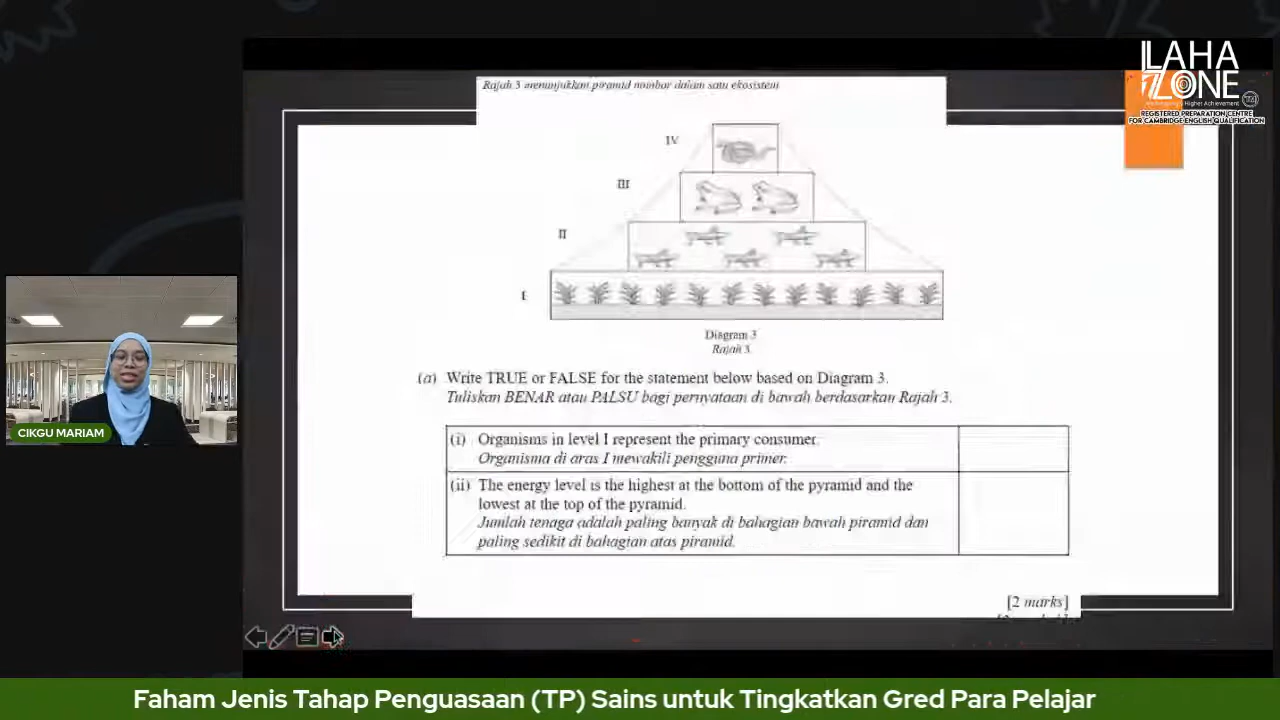 LAHA
ZONE
REGISTERED PREPARATION CENTRE
FOR CAMBRIDGE ENGLISH QUALIFICATION
Rajah 3 menunjukkan piramid nombor dalam satu ekosistem
IV
III
II
I
Diagram 3
Rajah 3
(a) Write TRUE or FALSE for the statement below based on Diagram 3.
Tuliskan BENAR atau PALSU bagi pernyataan di bawah berdasarkan Rajah 3.
(i) Organisms in level I represent the primary consumer.
Organisma di aras I mewakili pengguna primer.
(ii) The energy level is the highest at the bottom of the pyramid and the
lowest at the top of the pyramid.
Jumlah tenaga adalah paling banyak di bahagian bawah piramid dan
paling sedikit di bahagian atas piramid.
[2 marks]
CIKGU MARIAM
Faham Jenis Tahap Penguasaan (TP) Sains untuk Tingkatkan Gred Para Pelajar